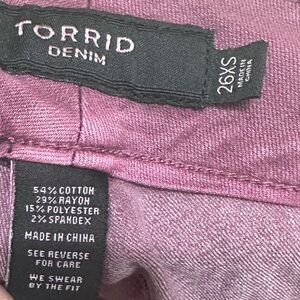 TORRID
DENIM
26XS
MADE IN
CHINA
54% COTTON
29% RAYON
15% POLYESTER
2% SPANDEX
MADE IN CHINA
SEE REVERSE
FOR CARE
WE SWEAR
BY THE FIT